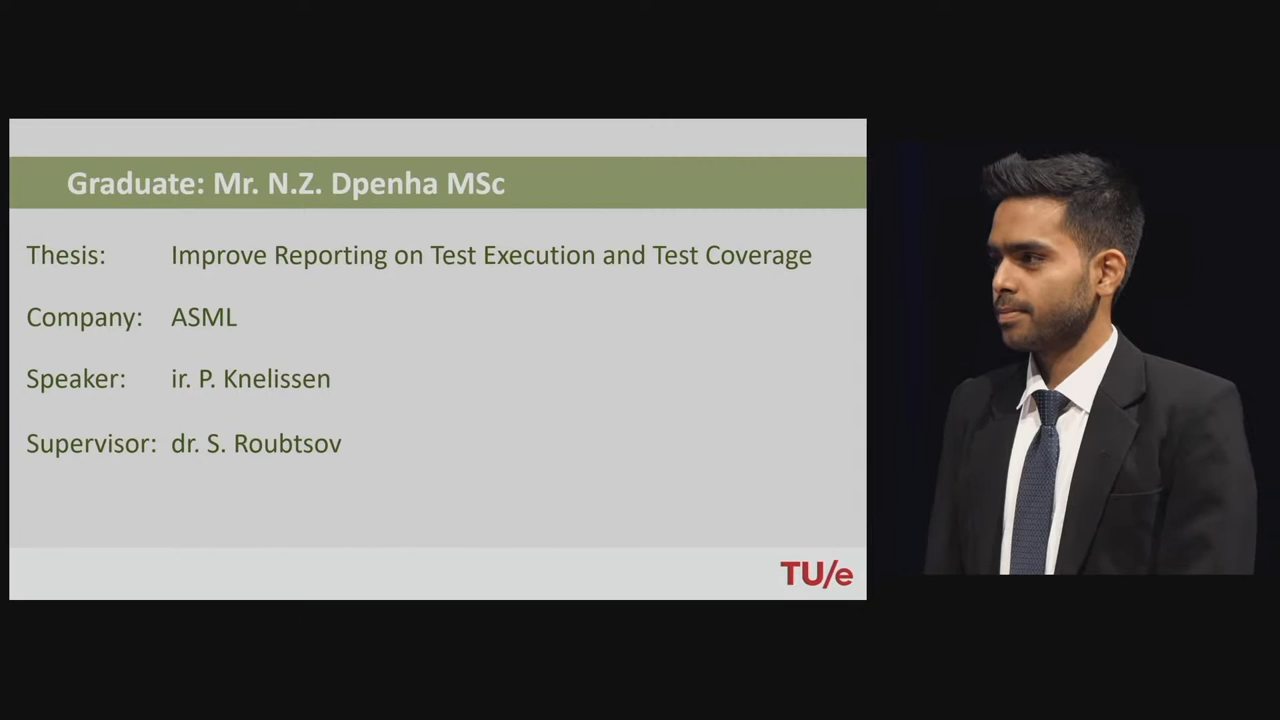 Graduate: Mr. N.Z. Dpenha MSc
Thesis: Improve Reporting on Test Execution and Test Coverage
Company: ASML
Speaker: ir. P. Knelissen
Supervisor: dr. S. Roubtsov
TU/e